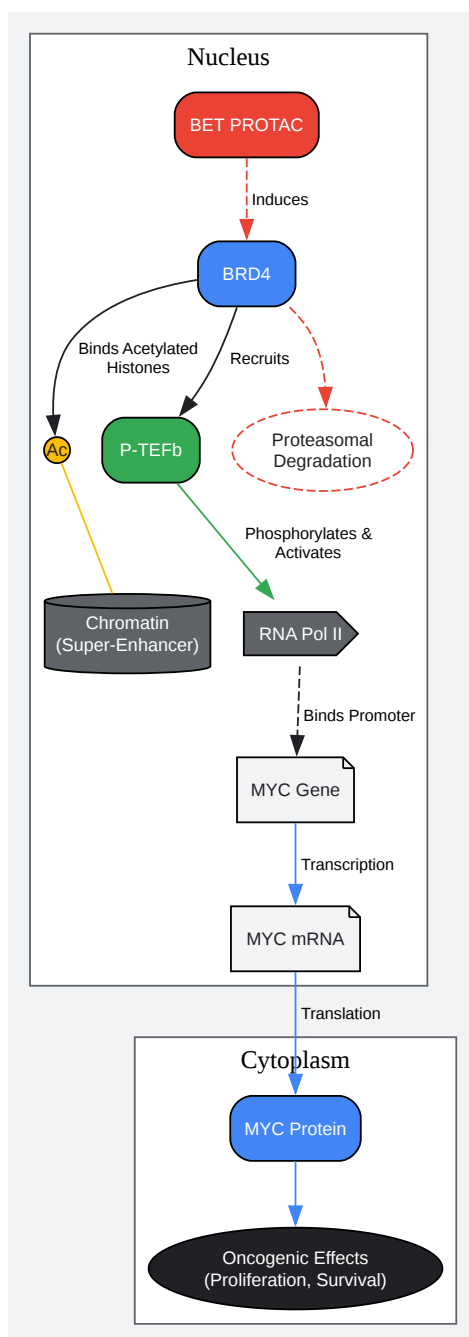 Nucleus
BET PROTAC
Induces
BRD4
Binds Acetylated
Histones
Recruits
Ac
P-TEFb
Proteasomal
Degradation
Phosphorylates &
Activates
Chromatin
(Super-Enhancer)
RNA Pol II
Binds Promoter
MYC Gene
Transcription
MYC mRNA
Translation
Cytoplasm
MYC Protein
Oncogenic Effects
(Proliferation, Survival)